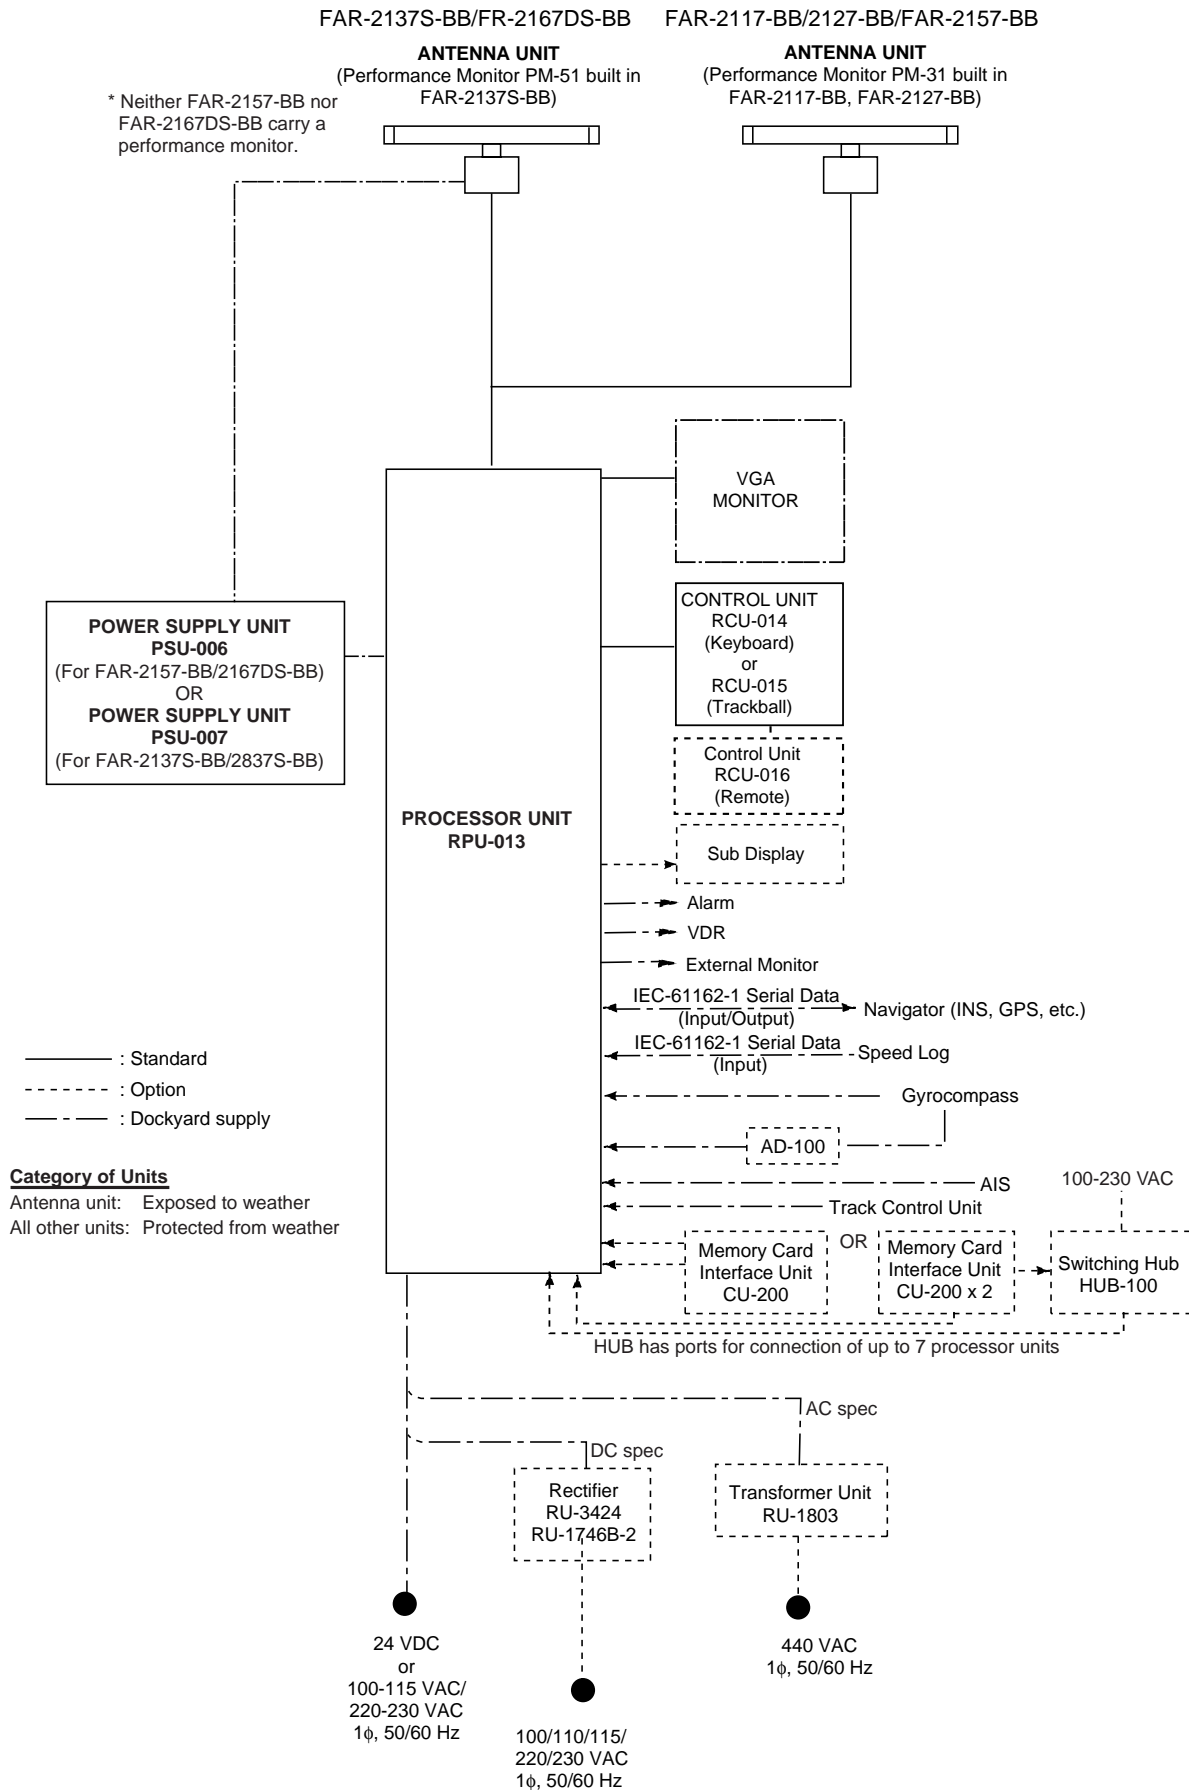 FAR-2137S-BB/FR-2167DS-BB
FAR-2117-BB/2127-BB/FAR-2157-BB
ANTENNA UNIT
(Performance Monitor PM-51 built in
FAR-2137S-BB)
ANTENNA UNIT
(Performance Monitor PM-31 built in
FAR-2117-BB, FAR-2127-BB)
* Neither FAR-2157-BB nor
FAR-2167DS-BB carry a
performance monitor.
VGA
MONITOR
CONTROL UNIT
RCU-014
(Keyboard)
or
RCU-015
(Trackball)
POWER SUPPLY UNIT
PSU-006
(For FAR-2157-BB/2167DS-BB)
OR
POWER SUPPLY UNIT
PSU-007
(For FAR-2137S-BB/2837S-BB)
Control Unit
RCU-016
(Remote)
PROCESSOR UNIT
RPU-013
Sub Display
Alarm
VDR
External Monitor
IEC-61162-1 Serial Data
(Input/Output)
Navigator (INS, GPS, etc.)
IEC-61162-1 Serial Data
(Input)
Speed Log
Gyrocompass
AD-100
AIS
Track Control Unit
100-230 VAC
: Standard
: Option
: Dockyard supply
Category of Units
Antenna unit: Exposed to weather
All other units: Protected from weather
Memory Card
Interface Unit
CU-200
OR
Memory Card
Interface Unit
CU-200 x 2
Switching Hub
HUB-100
HUB has ports for connection of up to 7 processor units
AC spec
DC spec
Rectifier
RU-3424
RU-1746B-2
Transformer Unit
RU-1803
24 VDC
or
100-115 VAC/
220-230 VAC
1ϕ, 50/60 Hz
100/110/115/
220/230 VAC
1ϕ, 50/60 Hz
440 VAC
1ϕ, 50/60 Hz